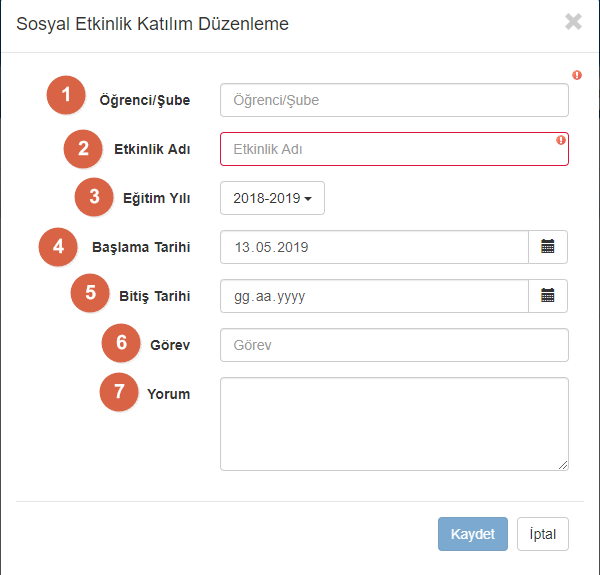 Sosyal Etkinlik Katılım Düzenleme
1 Öğrenci/Şube Öğrenci/Şube
2 Etkinlik Adı Etkinlik Adı
3 Eğitim Yılı 2018-2019
4 Başlama Tarihi 13.05.2019
5 Bitiş Tarihi gg.aa.yyyy
6 Görev Görev
7 Yorum
Kaydet İptal